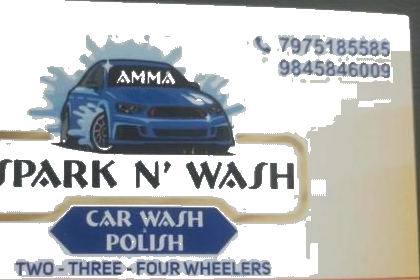 AMMA
7975185585
9845846009
SPARK N' WASH
CAR WASH
&
POLISH
TWO - THREE - FOUR WHEELERS